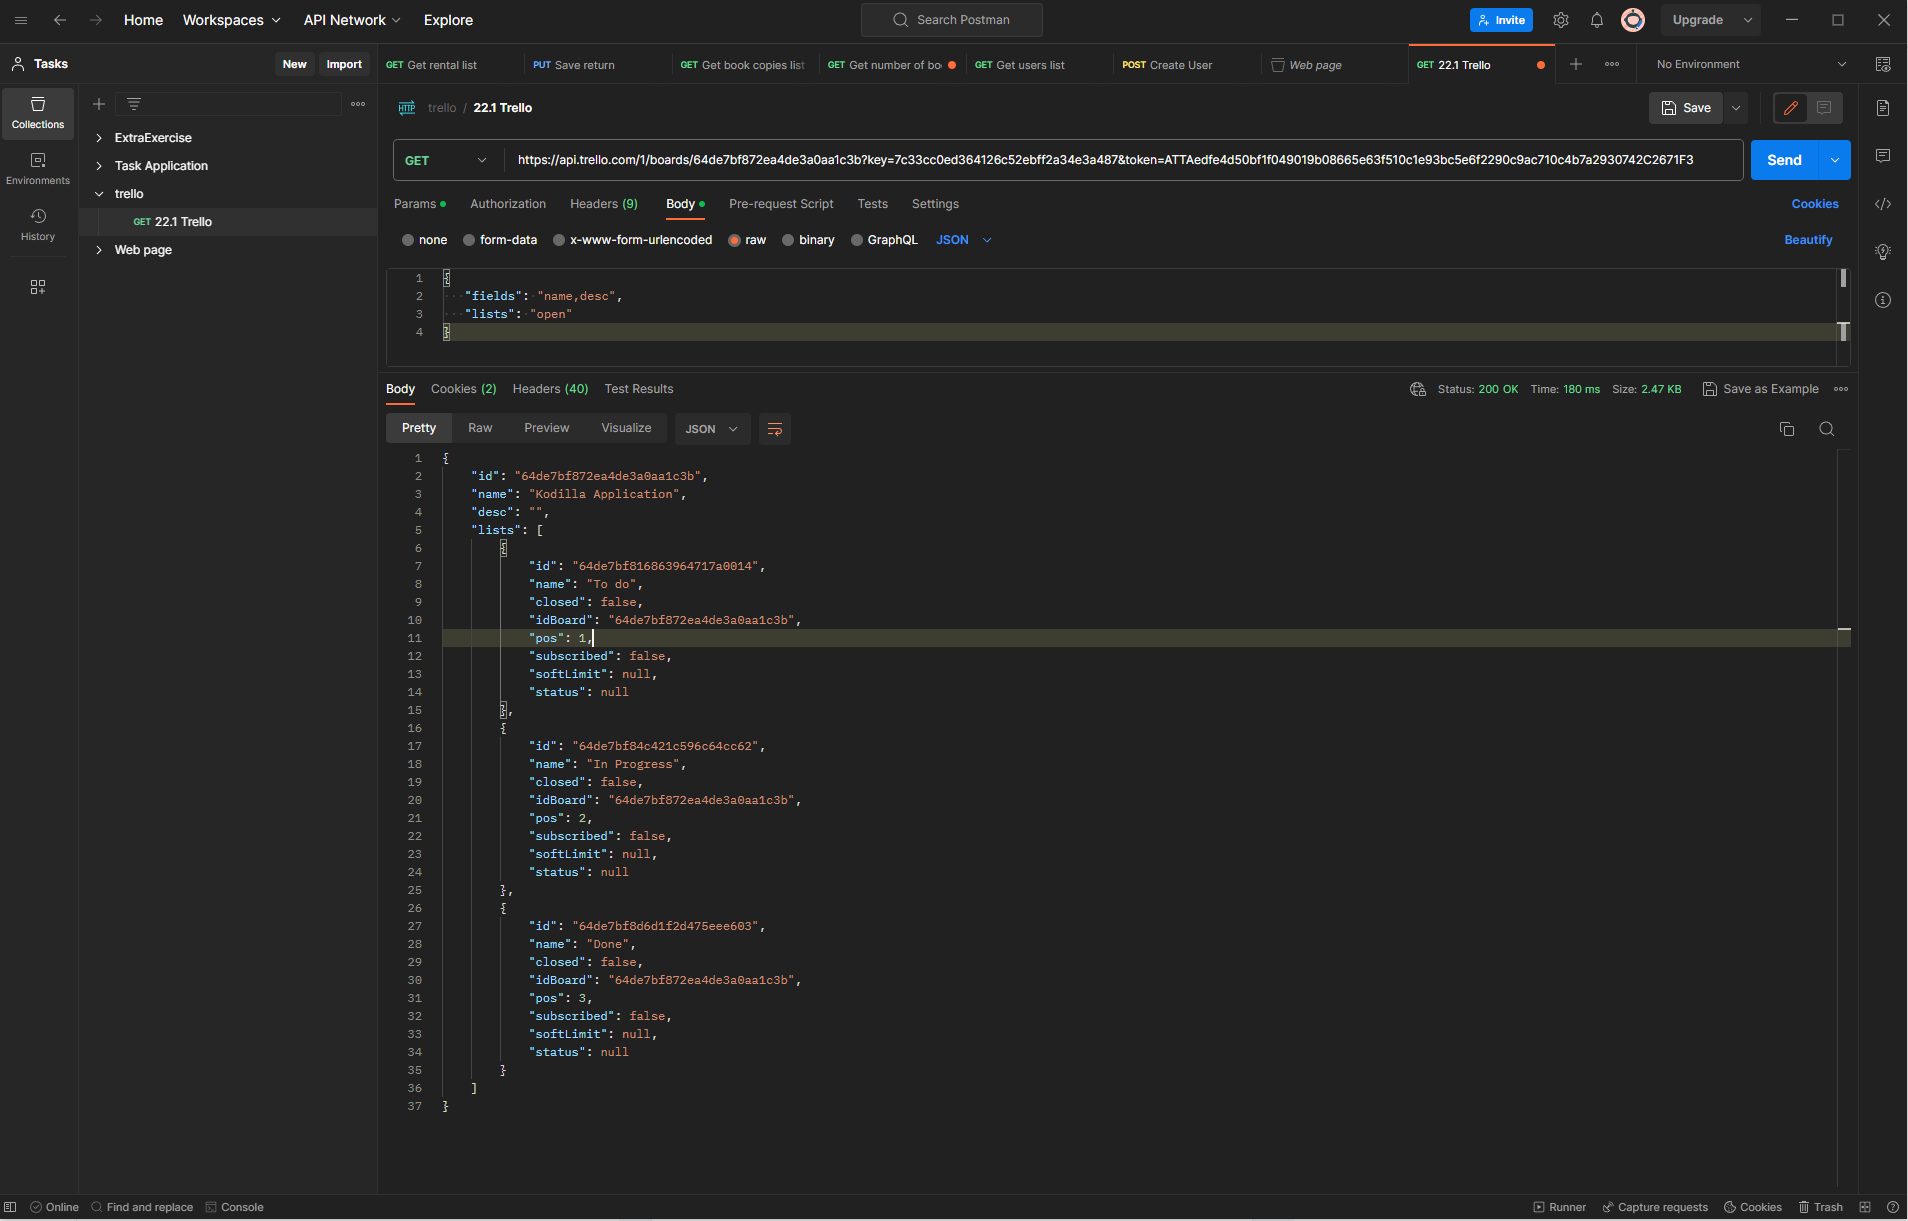 Home Workspaces API Network Explore Search Postman Invite Upgrade
Tasks New Import
GET Get rental list PUT Save return GET Get book copies list GET Get number of bo GET Get users list POST Create User Web page GET 22.1 Trello No Environment
Collections
Environments
History
ExtraExercise
Task Application
trello
GET 22.1 Trello
Web page
HTTP trello / 22.1 Trello Save
GET https://api.trello.com/1/boards/64de7bf872ea4de3a0aa1c3b?key=7c33cc0ed364126c52ebff2a34e3a487&token=ATTAedfe4d50bf1f049019b08665e63f510c1e93bc5e6f2290c9ac710c4b7a2930742C2671F3 Send
Params Authorization Headers (9) Body Pre-request Script Tests Settings Cookies
none form-data x-www-form-urlencoded raw binary GraphQL JSON Beautify
1 {
2 "fields": "name,desc",
3 "lists": "open"
4 }
Body Cookies (2) Headers (40) Test Results Status: 200 OK Time: 180 ms Size: 2.47 KB Save as Example
Pretty Raw Preview Visualize JSON
1 {
2 "id": "64de7bf872ea4de3a0aa1c3b",
3 "name": "Kodilla Application",
4 "desc": "",
5 "lists": [
6 {
7 "id": "64de7bf816863964717a0014",
8 "name": "To do",
9 "closed": false,
10 "idBoard": "64de7bf872ea4de3a0aa1c3b",
11 "pos": 1,
12 "subscribed": false,
13 "softLimit": null,
14 "status": null
15 },
16 {
17 "id": "64de7bf84c421c596c64cc62",
18 "name": "In Progress",
19 "closed": false,
20 "idBoard": "64de7bf872ea4de3a0aa1c3b",
21 "pos": 2,
22 "subscribed": false,
23 "softLimit": null,
24 "status": null
25 },
26 {
27 "id": "64de7bf8d6d1f2d475eee603",
28 "name": "Done",
29 "closed": false,
30 "idBoard": "64de7bf872ea4de3a0aa1c3b",
31 "pos": 3,
32 "subscribed": false,
33 "softLimit": null,
34 "status": null
35 }
36 ]
37 }
Online Find and replace Console Runner Capture requests Cookies Trash